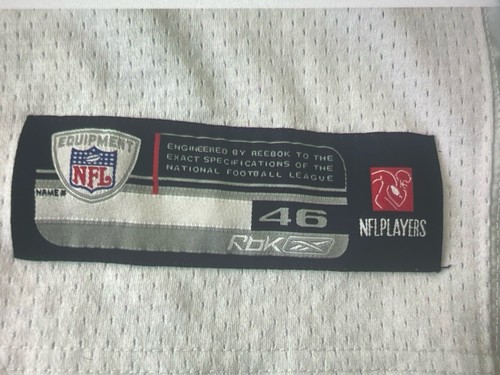 EQUIPMENT
NFL
NAME #
ENGINEERED BY REEBOK TO THE
EXACT SPECIFICATIONS OF THE
NATIONAL FOOTBALL LEAGUE
46
RbK
NFLPLAYERS